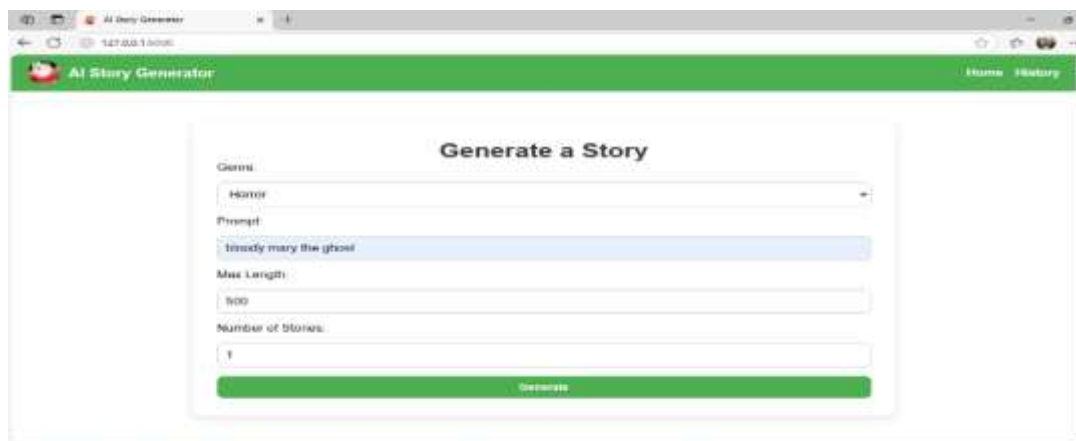 AI Story Generator
127.0.0.1:5000
AI Story Generator
Home History
Generate a Story
Genre:
Horror
Prompt:
bloody mary the ghost
Max Length:
500
Number of Stories:
1
Generate